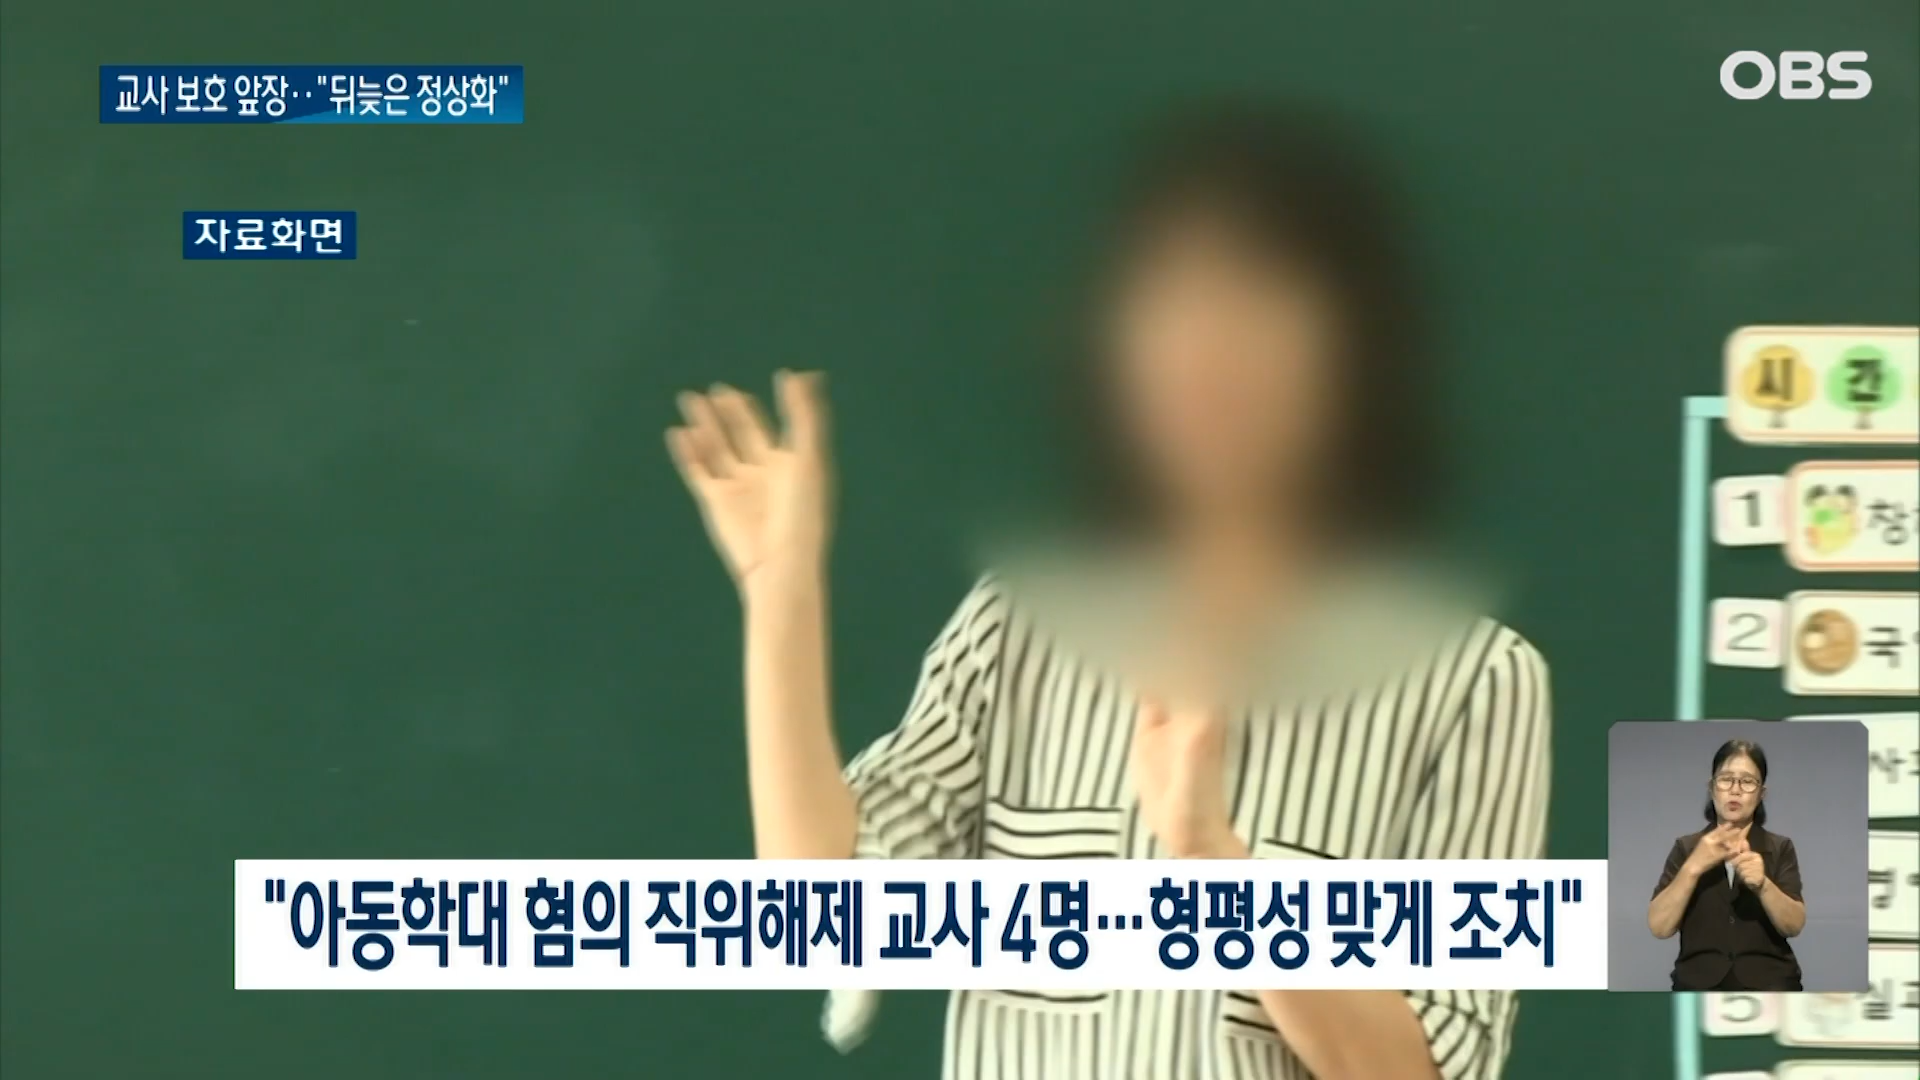 교사 보호 앞장··"뒤늦은 정상화"
OBS
자료화면
시간
1
2
"아동학대 혐의 직위해제 교사 4명…형평성 맞게 조치"
5